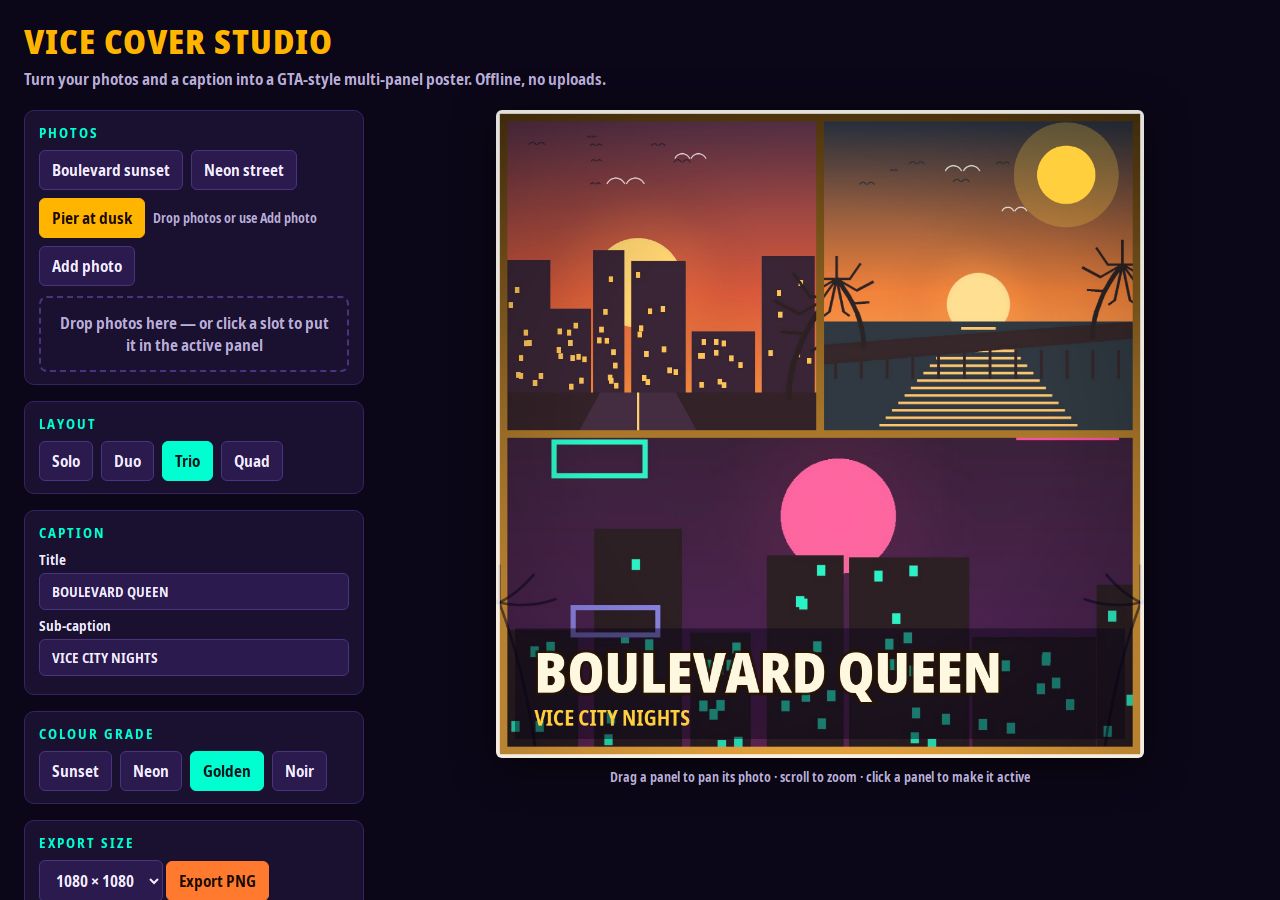 VICE COVER STUDIO
Turn your photos and a caption into a GTA-style multi-panel poster. Offline, no uploads.
PHOTOS
Boulevard sunset
Neon street
Pier at dusk
Drop photos or use Add photo
Add photo
Drop photos here — or click a slot to put
it in the active panel
LAYOUT
Solo
Duo
Trio
Quad
CAPTION
Title
BOULEVARD QUEEN
Sub-caption
VICE CITY NIGHTS
COLOUR GRADE
Sunset
Neon
Golden
Noir
EXPORT SIZE
1080 × 1080
Export PNG
BOULEVARD QUEEN
VICE CITY NIGHTS
Drag a panel to pan its photo · scroll to zoom · click a panel to make it active